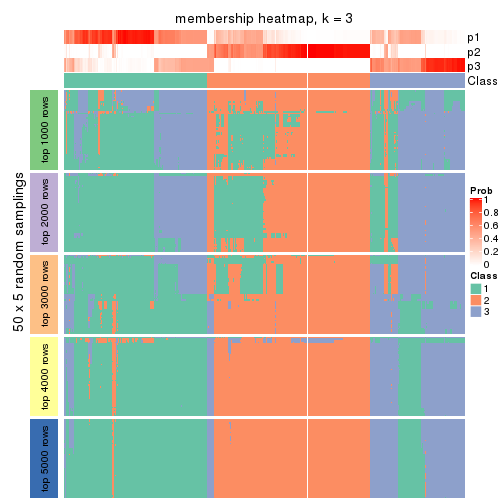 membership heatmap, k = 3
p1
p2
p3
Class
50 x 5 random samplings
top 1000 rows
top 2000 rows
top 3000 rows
top 4000 rows
top 5000 rows
Prob
1
0.8
0.6
0.4
0.2
0
Class
1
2
3